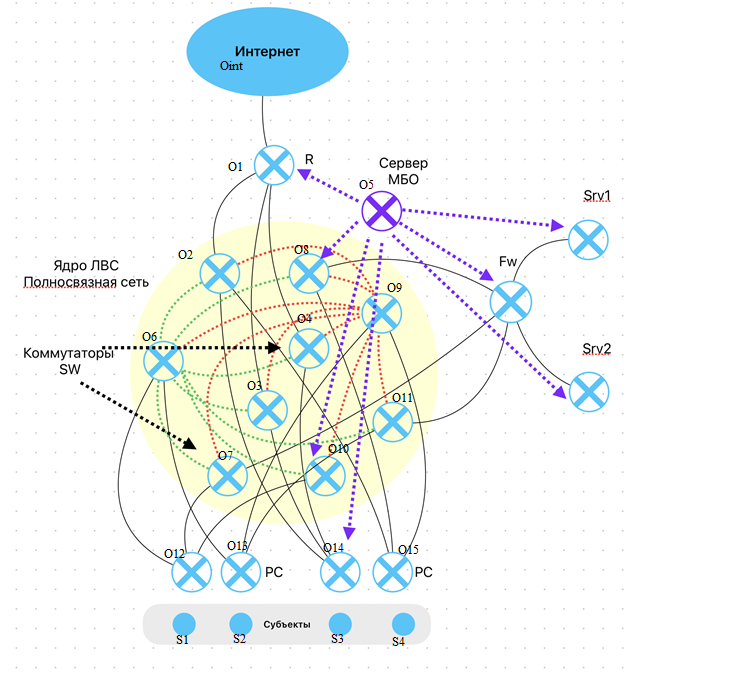 Интернет
Oint
O1
R
Сервер
МБО
O5
Srv1
O2
O8
Fw
Ядро ЛВС
Полносвязная сеть
O9
O6
O4
Коммутаторы
SW
Srv2
O3
O11
O7
O10
O12
O13
PC
O14
O15
PC
Субъекты
S1
S2
S3
S4